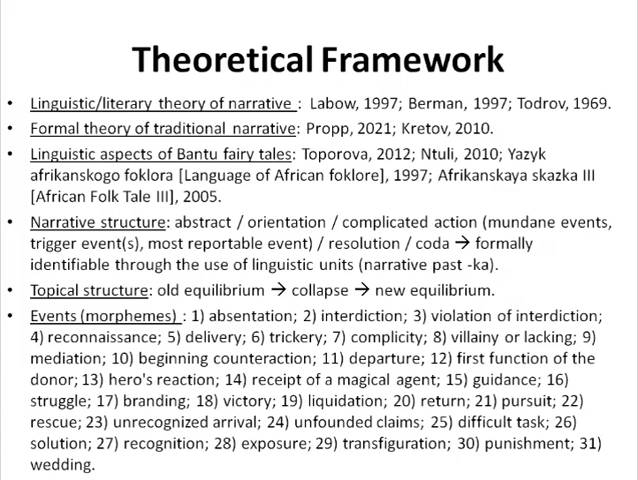 Theoretical Framework
• Linguistic/literary theory of narrative : Labow, 1997; Berman, 1997; Todrov, 1969.
• Formal theory of traditional narrative: Propp, 2021; Kretov, 2010.
• Linguistic aspects of Bantu fairy tales: Toporova, 2012; Ntuli, 2010; Yazyk
afrikanskogo foklora [Language of African foklore], 1997; Afrikanskaya skazka III
[African Folk Tale III], 2005.
• Narrative structure: abstract / orientation / complicated action (mundane events,
trigger event(s), most reportable event) / resolution / coda → formally
identifiable through the use of linguistic units (narrative past -ka).
• Topical structure: old equilibrium → collapse → new equilibrium.
• Events (morphemes) : 1) absentation; 2) interdiction; 3) violation of interdiction;
4) reconnaissance; 5) delivery; 6) trickery; 7) complicity; 8) villainy or lacking; 9)
mediation; 10) beginning counteraction; 11) departure; 12) first function of the
donor; 13) hero's reaction; 14) receipt of a magical agent; 15) guidance; 16)
struggle; 17) branding; 18) victory; 19) liquidation; 20) return; 21) pursuit; 22)
rescue; 23) unrecognized arrival; 24) unfounded claims; 25) difficult task; 26)
solution; 27) recognition; 28) exposure; 29) transfiguration; 30) punishment; 31)
wedding.